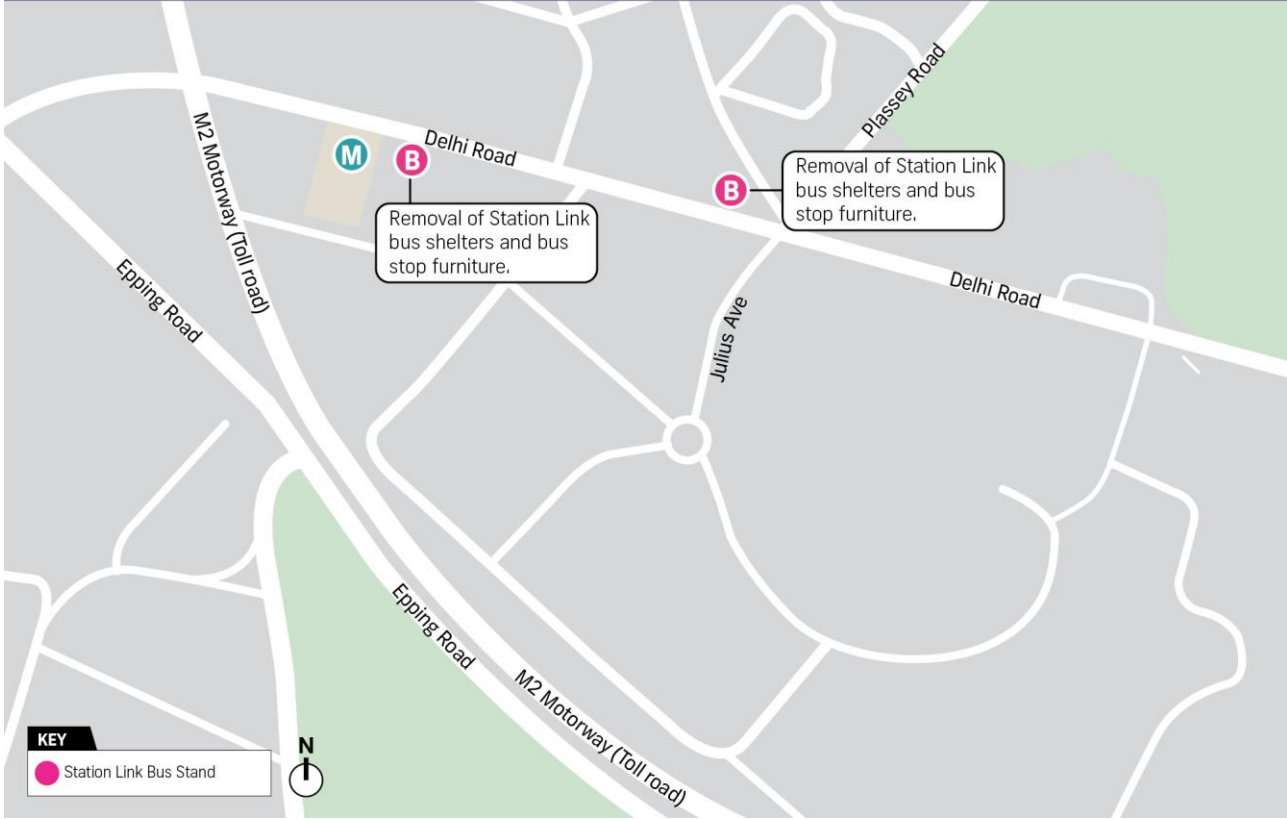 Plassey Road
M2 Motorway (Toll road)
M
B
Delhi Road
B
Removal of Station Link
bus shelters and bus
stop furniture.
Removal of Station Link
bus shelters and bus
stop furniture.
Epping Road
Delhi Road
Julius Ave
Epping Road
M2 Motorway (Toll road)
KEY
Station Link Bus Stand
N